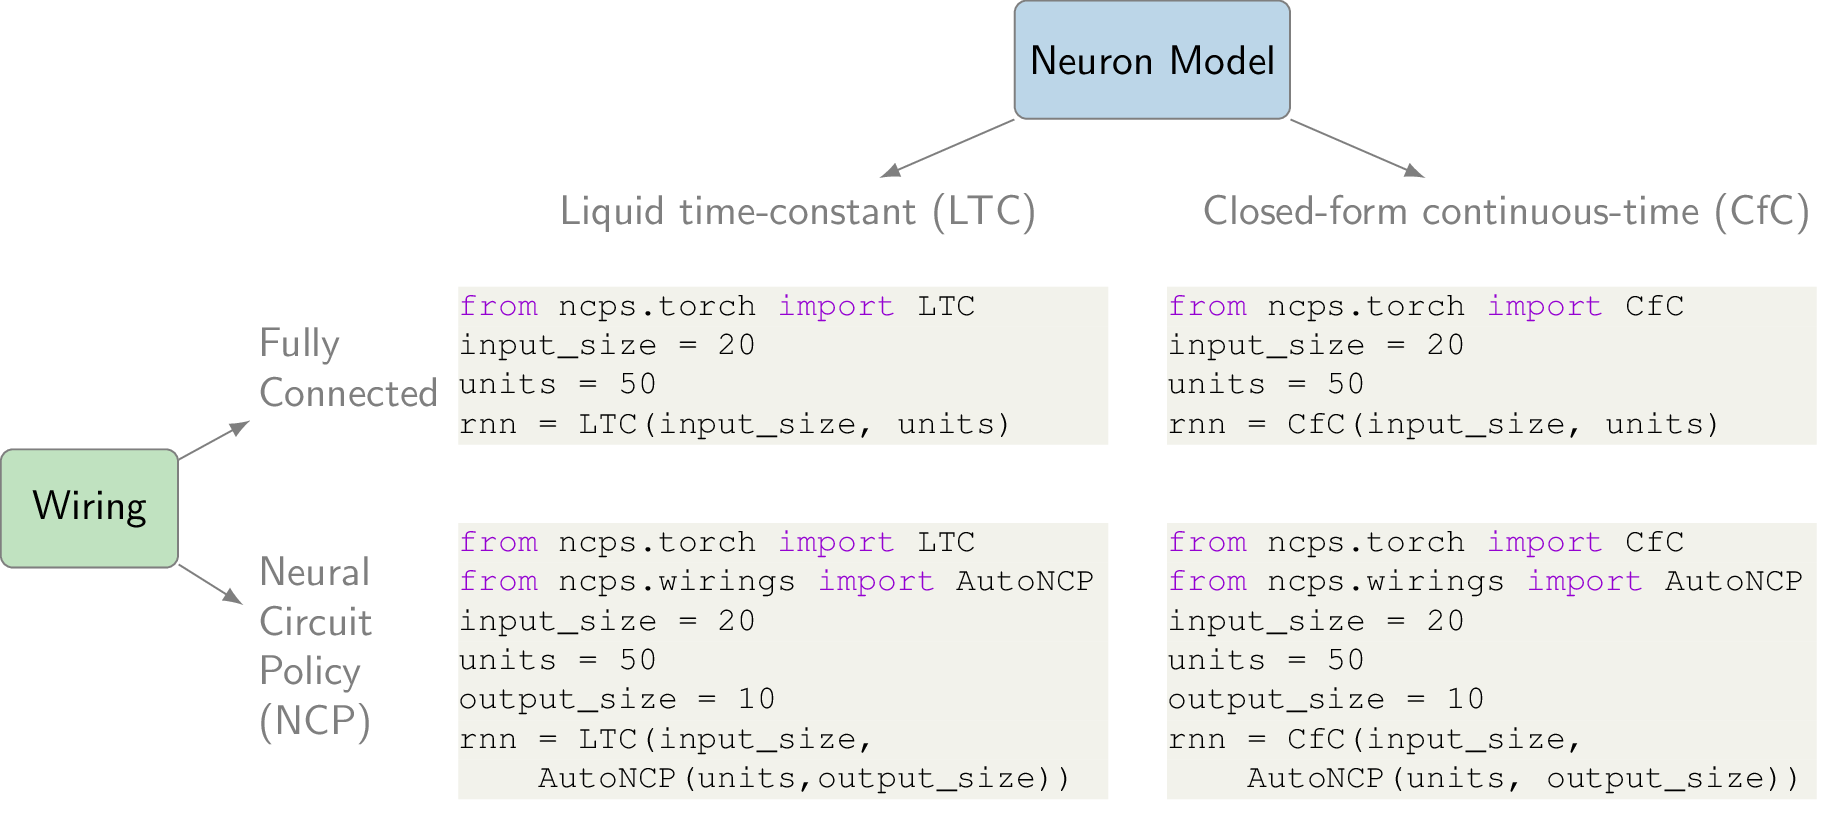 Neuron Model
Liquid time-constant (LTC)
Closed-form continuous-time (CfC)
Wiring
Fully
Connected
from ncps.torch import LTC
input_size = 20
units = 50
rnn = LTC(input_size, units)
from ncps.torch import CfC
input_size = 20
units = 50
rnn = CfC(input_size, units)
Neural
Circuit
Policy
(NCP)
from ncps.torch import LTC
from ncps.wirings import AutoNCP
input_size = 20
units = 50
output_size = 10
rnn = LTC(input_size,
    AutoNCP(units,output_size))
from ncps.torch import CfC
from ncps.wirings import AutoNCP
input_size = 20
units = 50
output_size = 10
rnn = CfC(input_size,
    AutoNCP(units, output_size))